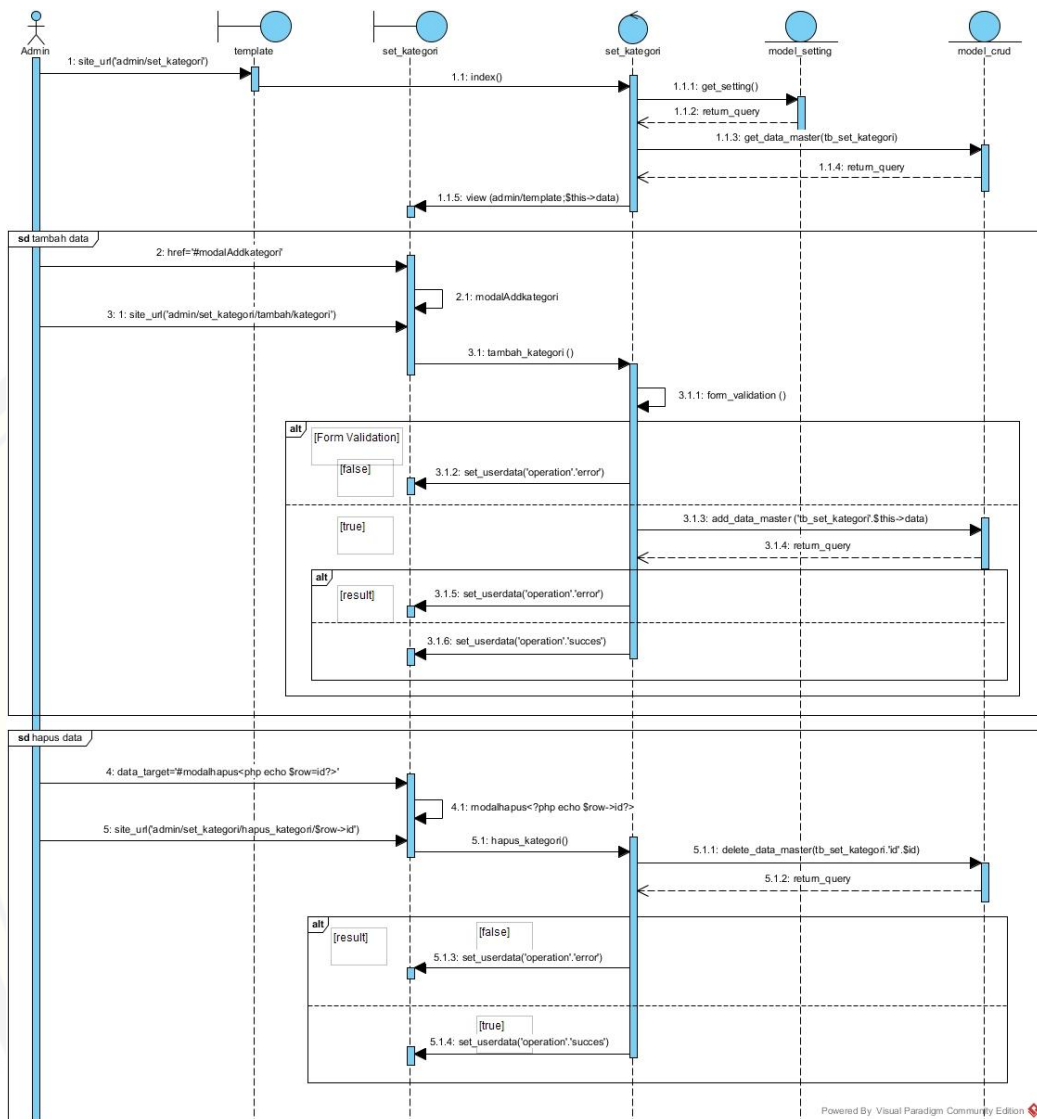 Admin
template
set_kategori
set_kategori
model_setting
model_crud
1: site_url('admin/set_kategori')
1.1: index()
1.1.1: get_setting()
1.1.2: return_query
1.1.3: get_data_master(tb_set_kategori)
1.1.4: return_query
1.1.5: view (admin/template;$this->data)
sd tambah data
2: href='#modalAddkategori'
2.1: modalAddkategori
3: 1: site_url('admin/set_kategori/tambah/kategori')
3.1: tambah_kategori ()
3.1.1: form_validation ()
alt
[Form Validation]
[false]
3.1.2: set_userdata('operation'.'error')
[true]
3.1.3: add_data_master ('tb_set_kategori'.$this->data)
3.1.4: return_query
alt
[result]
3.1.5: set_userdata('operation'.'error')
3.1.6: set_userdata('operation'.'succes')
sd hapus data
4: data_target='#modalhapus<php echo $row=id?>'
4.1: modalhapus<?php echo $row->id?>
5: site_url('admin/set_kategori/hapus_kategori/$row->id')
5.1: hapus_kategori()
5.1.1: delete_data_master(tb_set_kategori.'id'.$id)
5.1.2: return_query
alt
[result]
[false]
5.1.3: set_userdata('operation'.'error')
[true]
5.1.4: set_userdata('operation'.'succes')
Powered By Visual Paradigm Community Edition